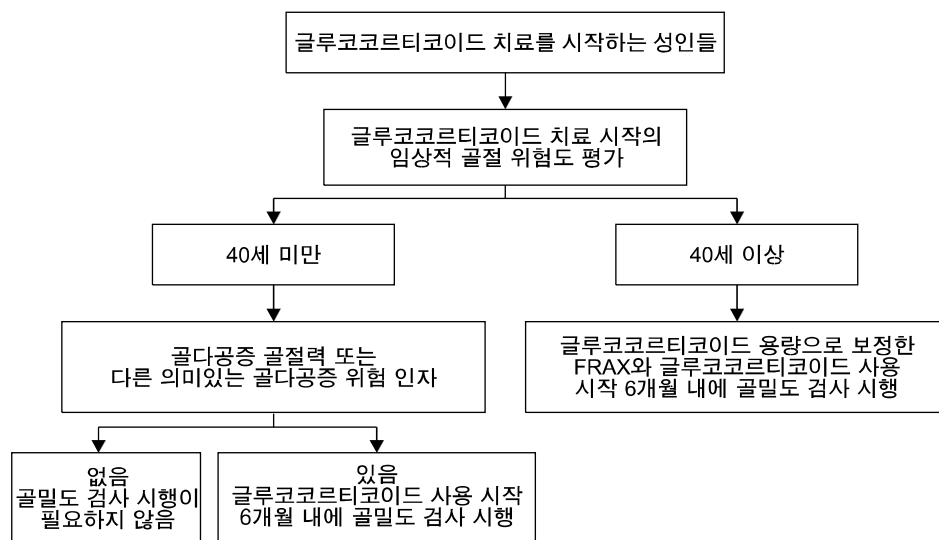 글루코코르티코이드 치료를 시작하는 성인들
글루코코르티코이드 치료 시작의
임상적 골절 위험도 평가
40세 미만
40세 이상
골다공증 골절력 또는
다른 의미있는 골다공증 위험 인자
글루코코르티코이드 용량으로 보정한
FRAX와 글루코코르티코이드 사용
시작 6개월 내에 골밀도 검사 시행
없음
골밀도 검사 시행이
필요하지 않음
있음
글루코코르티코이드 사용 시작
6개월 내에 골밀도 검사 시행